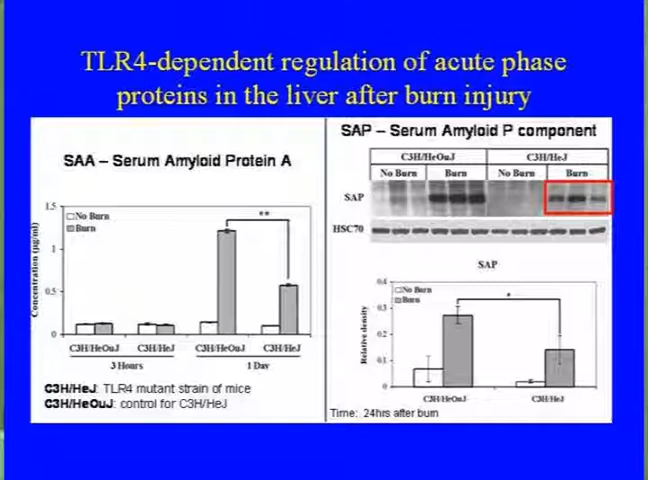 TLR4-dependent regulation of acute phase
proteins in the liver after burn injury
SAA – Serum Amyloid Protein A
1.5
1
0.5
0
Concentration (µg/ml)
No Burn
Burn
**
C3H/HeOuJ
C3H/HeJ
C3H/HeOuJ
C3H/HeJ
3 Hours
1 Day
C3H/HeJ: TLR4 mutant strain of mice
C3H/HeOuJ: control for C3H/HeJ
SAP – Serum Amyloid P component
C3H/HeOuJ
C3H/HeJ
No Burn
Burn
No Burn
Burn
SAP
HSC70
SAP
0.4
0.3
0.2
0.1
0
Relative density
No Burn
Burn
*
C3H/HeOuJ
C3H/HeJ
Time: 24hrs after burn